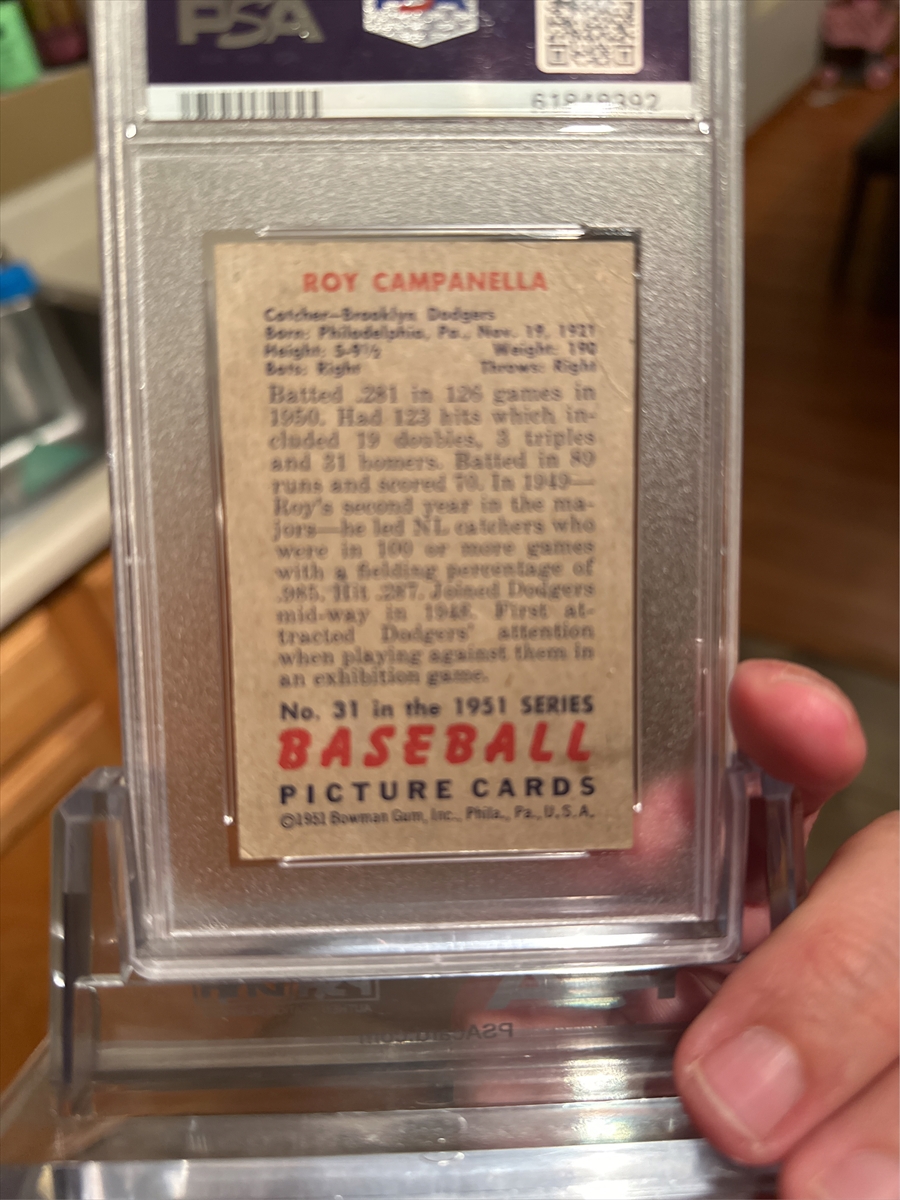 PSA
PSA
61848392
ROY CAMPANELLA
Catcher—Brooklyn Dodgers
Born: Philadelphia, Pa., Nov. 19, 1921
Height: 5-9½ Weight: 190
Bats: Right Throws: Right
Batted .281 in 126 games in
1950. Had 123 hits which in-
cluded 19 doubles, 3 triples
and 31 homers. Batted in 89
runs and scored 70. In 1949—
Roy's second year in the ma-
jors—he led NL catchers who
were in 100 or more games
with a fielding percentage of
.985. Hit .287. Joined Dodgers
mid-way in 1948. First at-
tracted Dodgers' attention
when playing against them in
an exhibition game.
No. 31 in the 1951 SERIES
BASEBALL
PICTURE CARDS
©1951 Bowman Gum, Inc., Phila., Pa., U.S.A.
PSAcard.com